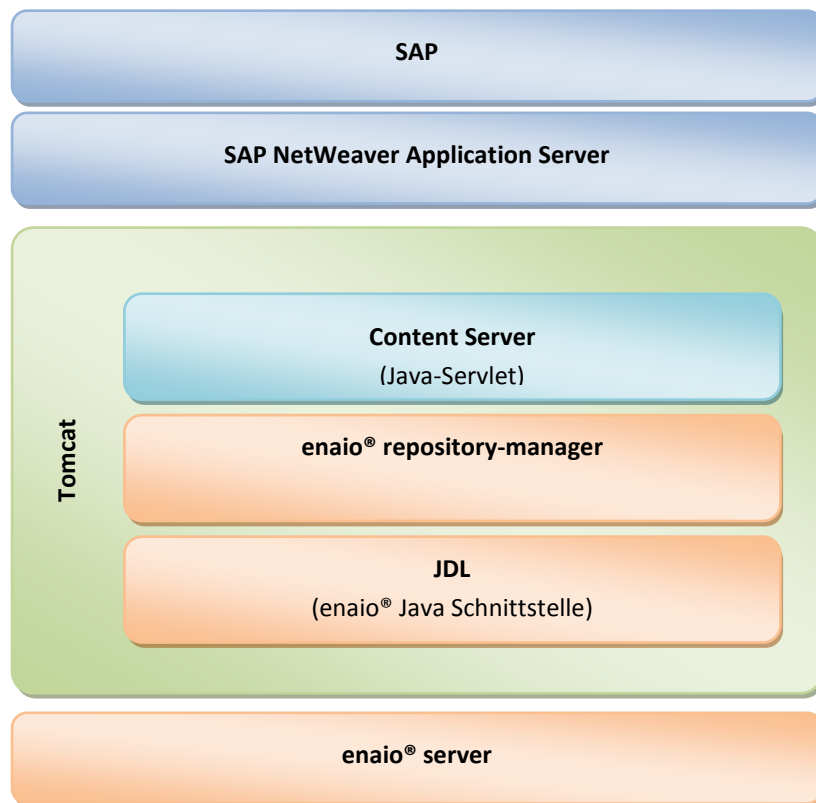 SAP
SAP NetWeaver Application Server
Tomcat
Content Server
(Java-Servlet)
enaio® repository-manager
JDL
(enaio® Java Schnittstelle)
enaio® server